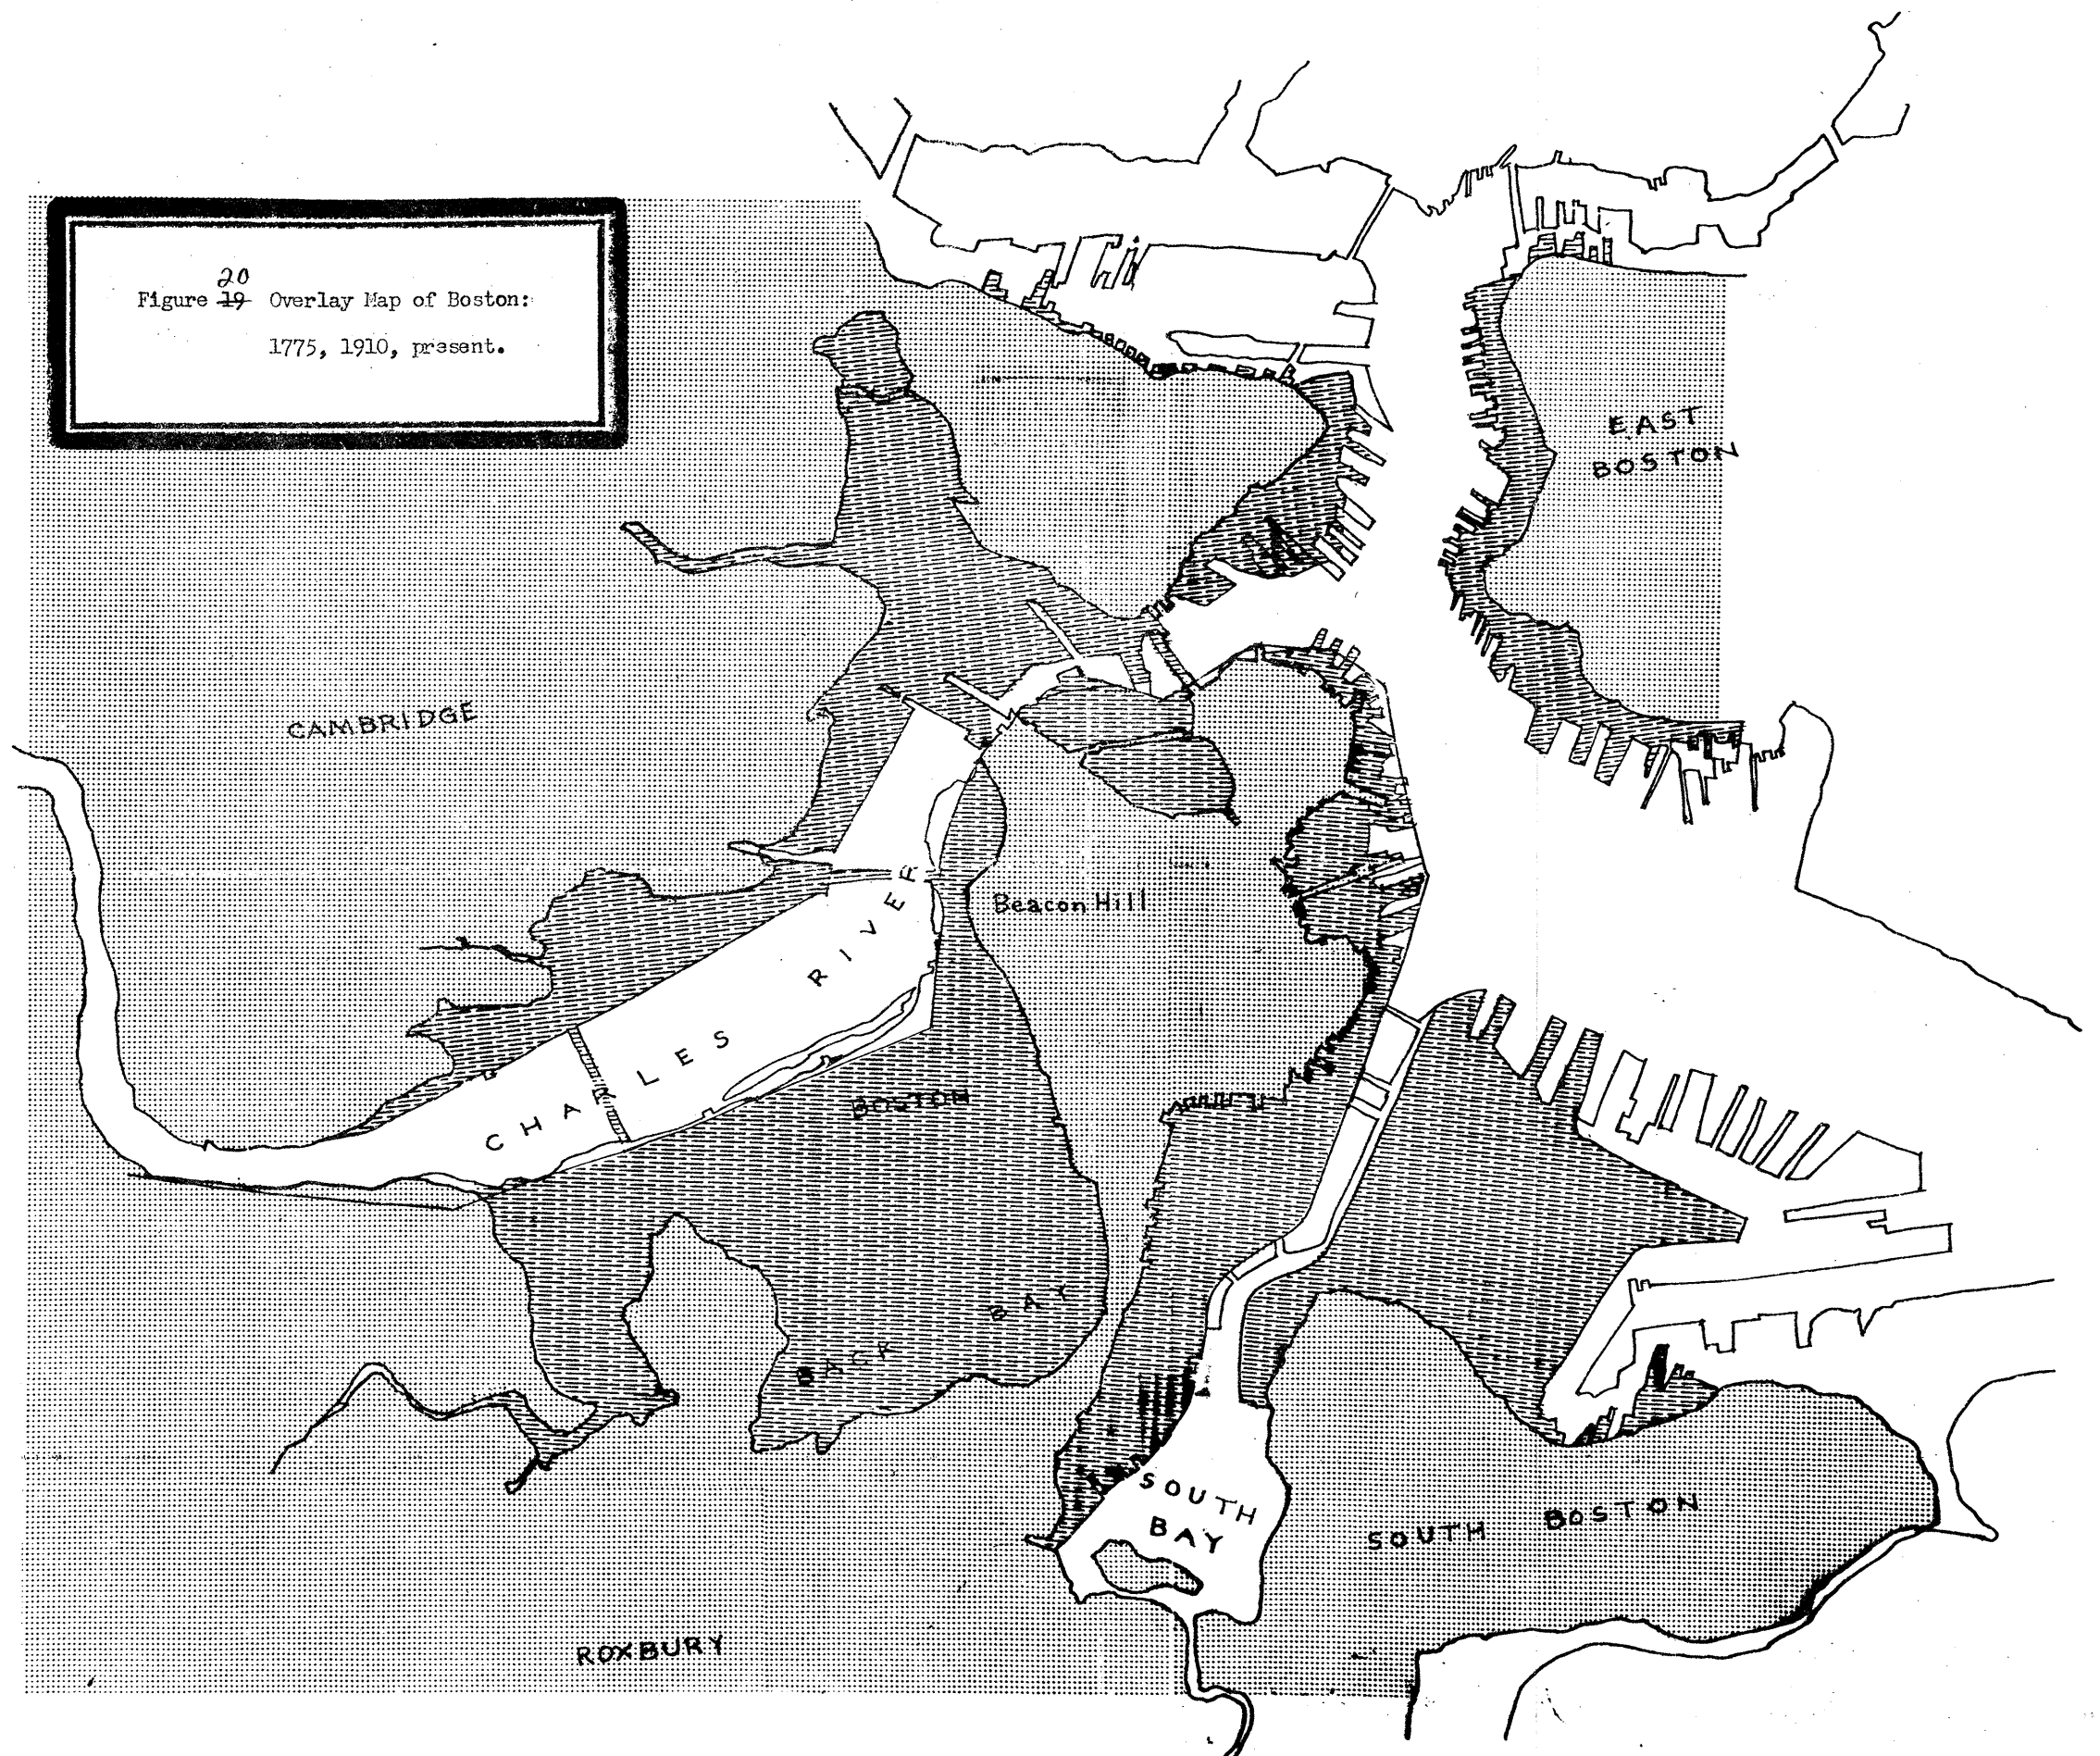 20
Figure 19 Overlay Map of Boston:
1775, 1910, present.
EAST
BOSTON
CAMBRIDGE
Beacon Hill
CHARLES RIVER
BOSTON
BACK BAY
SOUTH
BAY
SOUTH BOSTON
ROXBURY